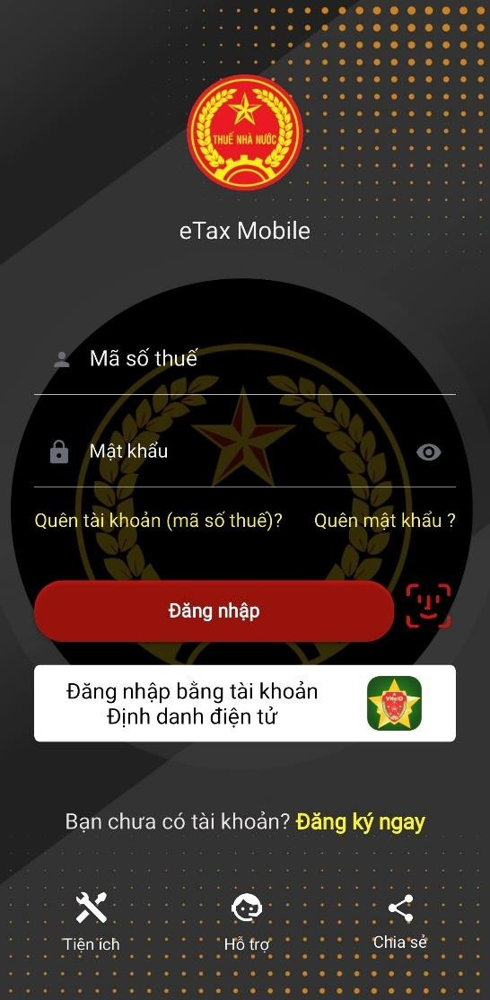 THUẾ NHÀ NƯỚC
eTax Mobile
Mã số thuế
Mật khẩu
Quên tài khoản (mã số thuế)? Quên mật khẩu ?
Đăng nhập
Đăng nhập bằng tài khoản
Định danh điện tử
VNeID
Bạn chưa có tài khoản? Đăng ký ngay
Tiện ích Hỗ trợ Chia sẻ